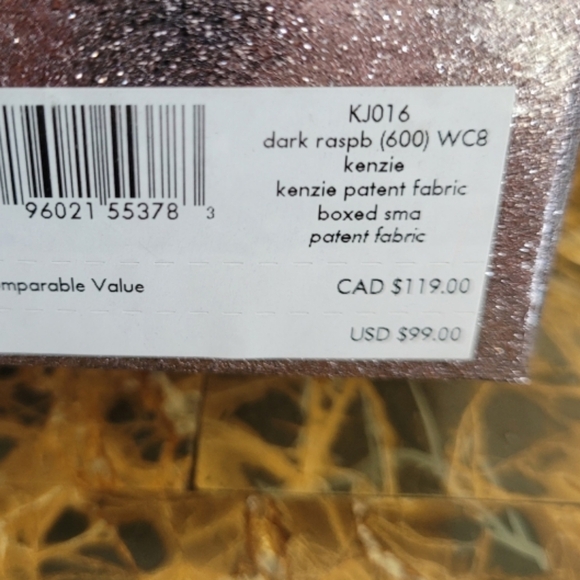 KJ016
dark raspb (600) WC8
kenzie
kenzie patent fabric
boxed sma
patent fabric
96021 55378 3
mparable Value
CAD $119.00
USD $99.00